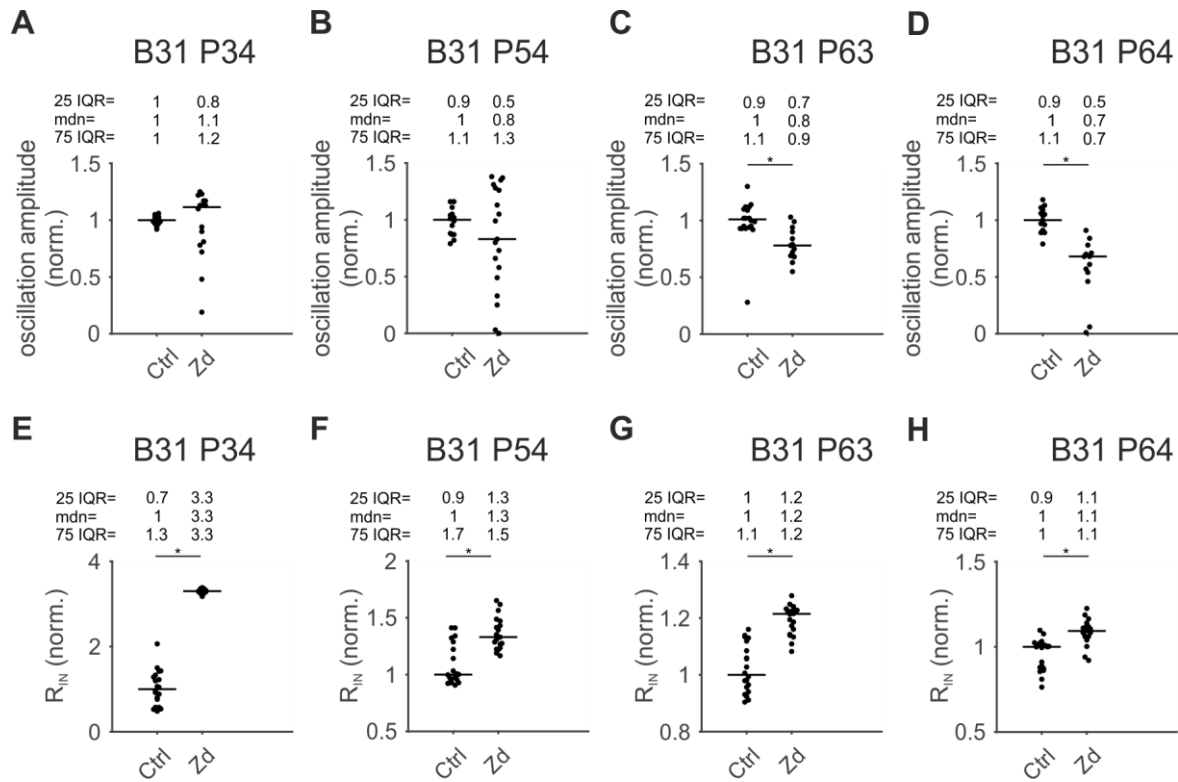 A B31 P34
25 IQR= 1 0.8
mdn= 1 1.1
75 IQR= 1 1.2
oscillation amplitude
(norm.)
1.5
1
0.5
0
Ctrl Zd
B B31 P54
25 IQR= 0.9 0.5
mdn= 1 0.8
75 IQR= 1.1 1.3
oscillation amplitude
(norm.)
1.5
1
0.5
0
Ctrl Zd
C B31 P63
25 IQR= 0.9 0.7
mdn= 1 0.8
75 IQR= 1.1 0.9
*
oscillation amplitude
(norm.)
1.5
1
0.5
0
Ctrl Zd
D B31 P64
25 IQR= 0.9 0.5
mdn= 1 0.7
75 IQR= 1.1 0.7
*
oscillation amplitude
(norm.)
1.5
1
0.5
0
Ctrl Zd
E B31 P34
25 IQR= 0.7 3.3
mdn= 1 3.3
75 IQR= 1.3 3.3
*
R_IN (norm.)
4
2
0
Ctrl Zd
F B31 P54
25 IQR= 0.9 1.3
mdn= 1 1.3
75 IQR= 1.7 1.5
*
R_IN (norm.)
2
1.5
1
0.5
Ctrl Zd
G B31 P63
25 IQR= 1 1.2
mdn= 1 1.2
75 IQR= 1.1 1.2
*
R_IN (norm.)
1.4
1.2
1
0.8
Ctrl Zd
H B31 P64
25 IQR= 0.9 1.1
mdn= 1 1.1
75 IQR= 1 1.1
*
R_IN (norm.)
1.5
1
0.5
Ctrl Zd